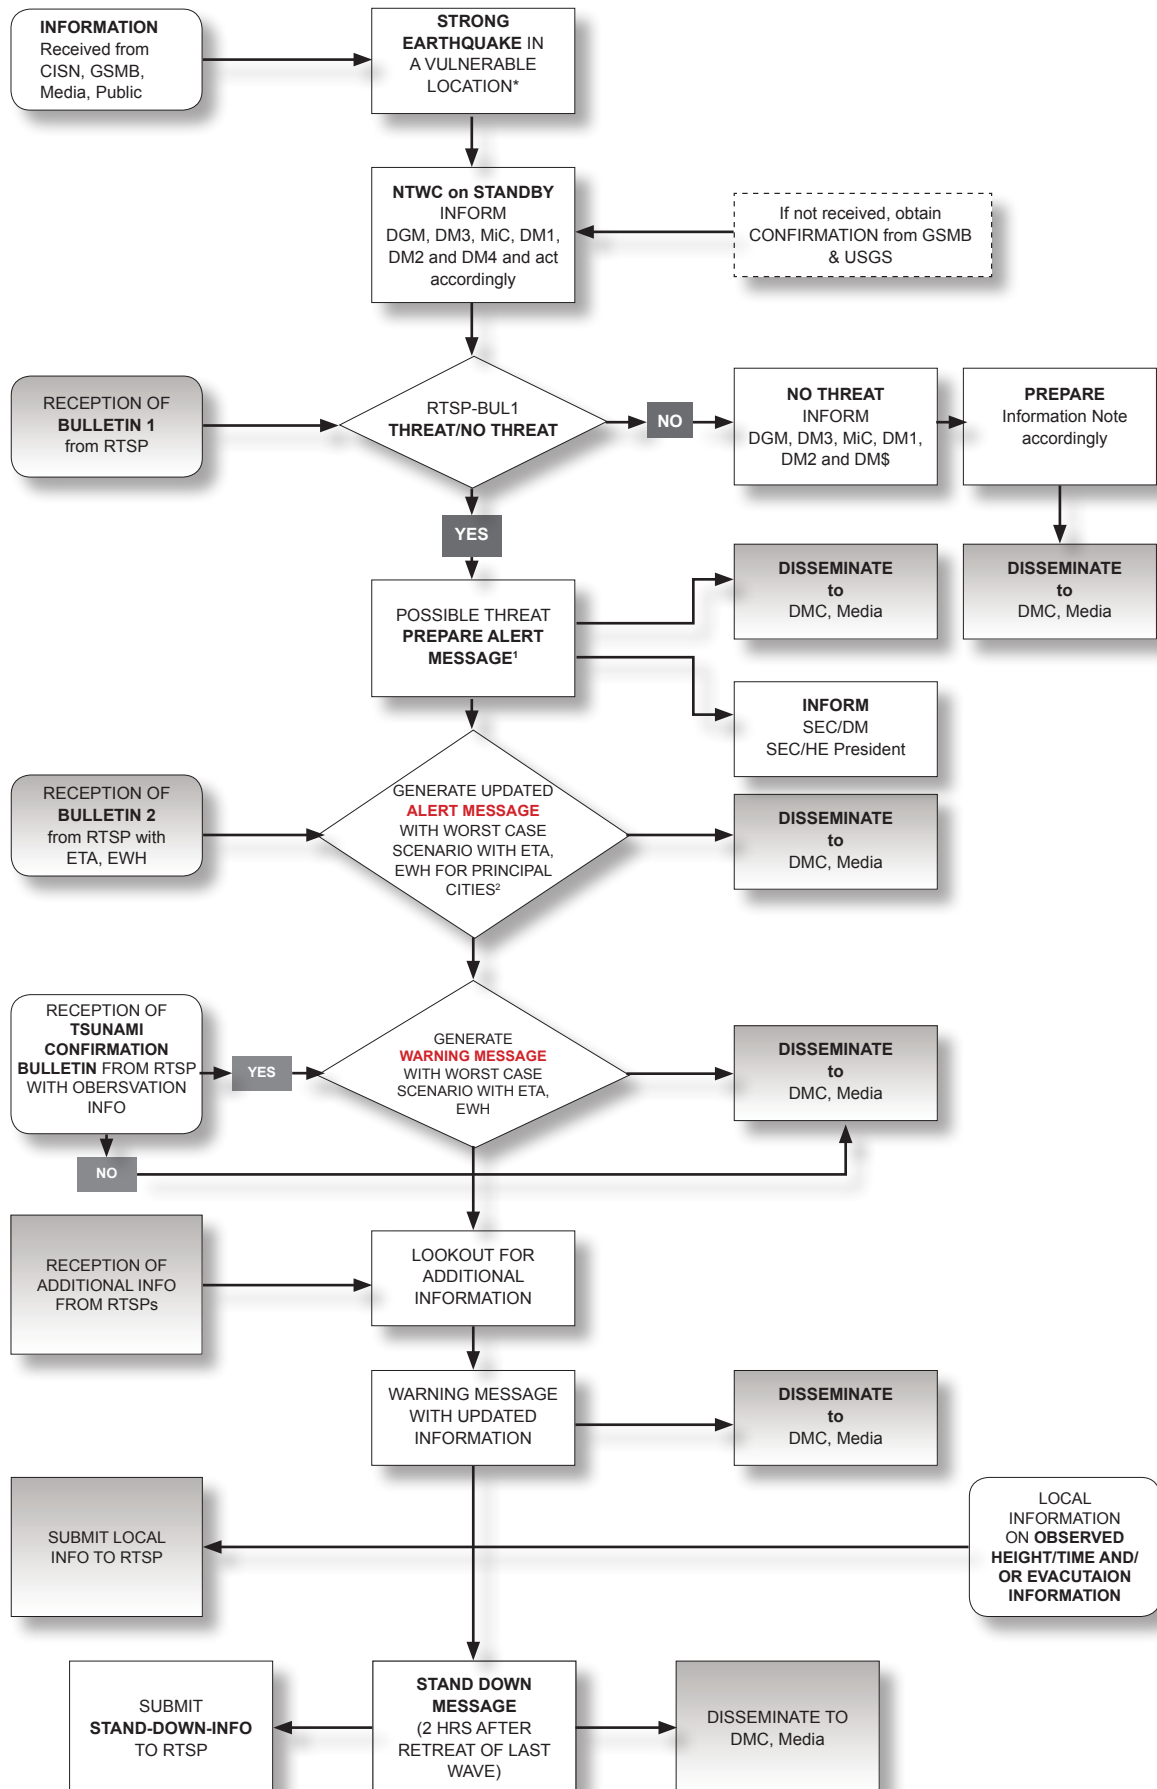 INFORMATION
Received from
CISN, GSMB,
Media, Public
STRONG
EARTHQUAKE IN
A VULNERABLE
LOCATION*
NTWC on STANDBY
INFORM
DGM, DM3, MiC, DM1,
DM2 and DM4 and act
accordingly
If not received, obtain
CONFIRMATION from GSMB
& USGS
RECEPTION OF
BULLETIN 1
from RTSP
RTSP-BUL1
THREAT/NO THREAT
NO
NO THREAT
INFORM
DGM, DM3, MiC, DM1,
DM2 and DM$
PREPARE
Information Note
accordingly
YES
POSSIBLE THREAT
PREPARE ALERT
MESSAGE¹
DISSEMINATE
to
DMC, Media
DISSEMINATE
to
DMC, Media
INFORM
SEC/DM
SEC/HE President
RECEPTION OF
BULLETIN 2
from RTSP with
ETA, EWH
GENERATE UPDATED
ALERT MESSAGE
WITH WORST CASE
SCENARIO WITH ETA,
EWH FOR PRINCIPAL
CITIES²
DISSEMINATE
to
DMC, Media
RECEPTION OF
TSUNAMI
CONFIRMATION
BULLETIN FROM RTSP
WITH OBERSVATION
INFO
YES
GENERATE
WARNING MESSAGE
WITH WORST CASE
SCENARIO WITH ETA,
EWH
DISSEMINATE
to
DMC, Media
NO
RECEPTION OF
ADDITIONAL INFO
FROM RTSPs
LOOKOUT FOR
ADDITIONAL
INFORMATION
WARNING MESSAGE
WITH UPDATED
INFORMATION
DISSEMINATE
to
DMC, Media
SUBMIT LOCAL
INFO TO RTSP
LOCAL
INFORMATION
ON OBSERVED
HEIGHT/TIME AND/
OR EVACUTAION
INFORMATION
SUBMIT
STAND-DOWN-INFO
TO RTSP
STAND DOWN
MESSAGE
(2 HRS AFTER
RETREAT OF LAST
WAVE)
DISSEMINATE TO
DMC, Media